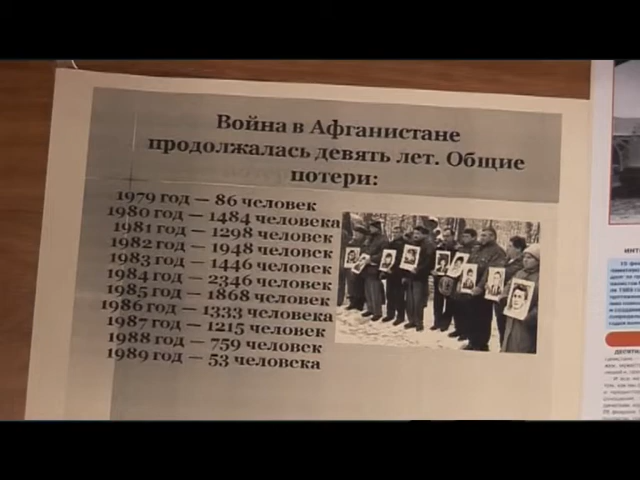 Война в Афганистане
продолжалась девять лет. Общие
потери:
1979 год — 86 человек
1980 год — 1484 человека
1981 год — 1298 человек
1982 год — 1948 человек
1983 год — 1446 человек
1984 год — 2346 человек
1985 год — 1868 человек
1986 год — 1333 человека
1987 год — 1215 человек
1988 год — 759 человек
1989 год — 53 человека